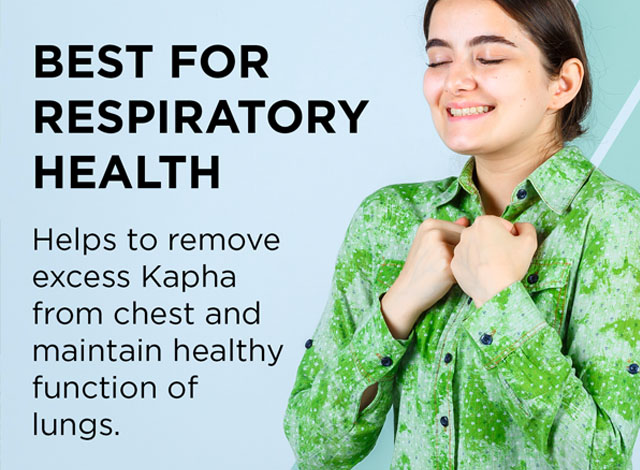 BEST FOR
RESPIRATORY
HEALTH
Helps to remove
excess Kapha
from chest and
maintain healthy
function of
lungs.